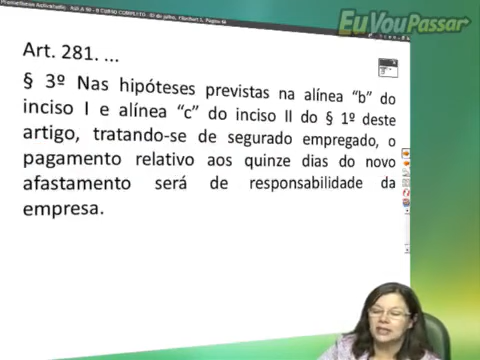 EuVouPassar
Art. 281. ...
§ 3º Nas hipóteses previstas na alínea “b” do
inciso I e alínea “c” do inciso II do § 1º deste
artigo, tratando-se de segurado empregado, o
pagamento relativo aos quinze dias do novo
afastamento será de responsabilidade da
empresa.